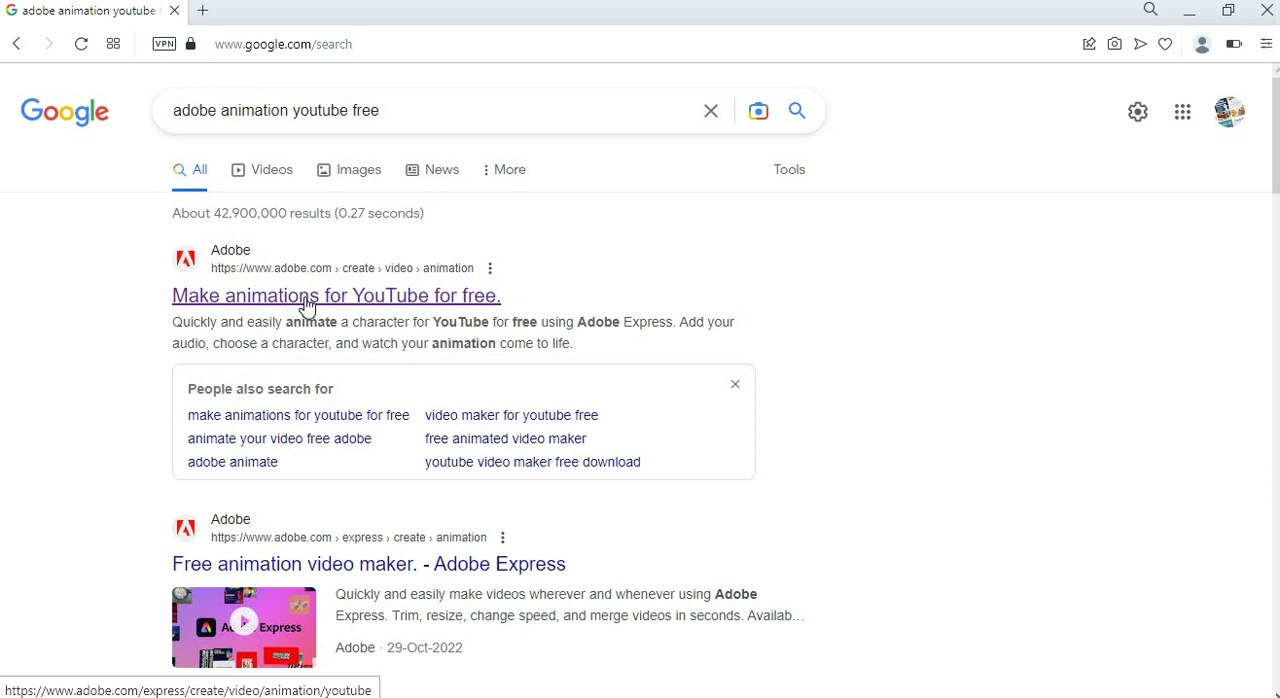 adobe animation youtube
VPN
www.google.com/search
Google
adobe animation youtube free
All
Videos
Images
News
More
Tools
About 42,900,000 results (0.27 seconds)
Adobe
https://www.adobe.com › create › video › animation
Make animations for YouTube for free.
Quickly and easily animate a character for YouTube for free using Adobe Express. Add your
audio, choose a character, and watch your animation come to life.
People also search for
make animations for youtube for free
video maker for youtube free
animate your video free adobe
free animated video maker
adobe animate
youtube video maker free download
Adobe
https://www.adobe.com › express › create › animation
Free animation video maker. - Adobe Express
Quickly and easily make videos wherever and whenever using Adobe
Express. Trim, resize, change speed, and merge videos in seconds. Availab...
Express
Adobe · 29-Oct-2022
https://www.adobe.com/express/create/video/animation/youtube